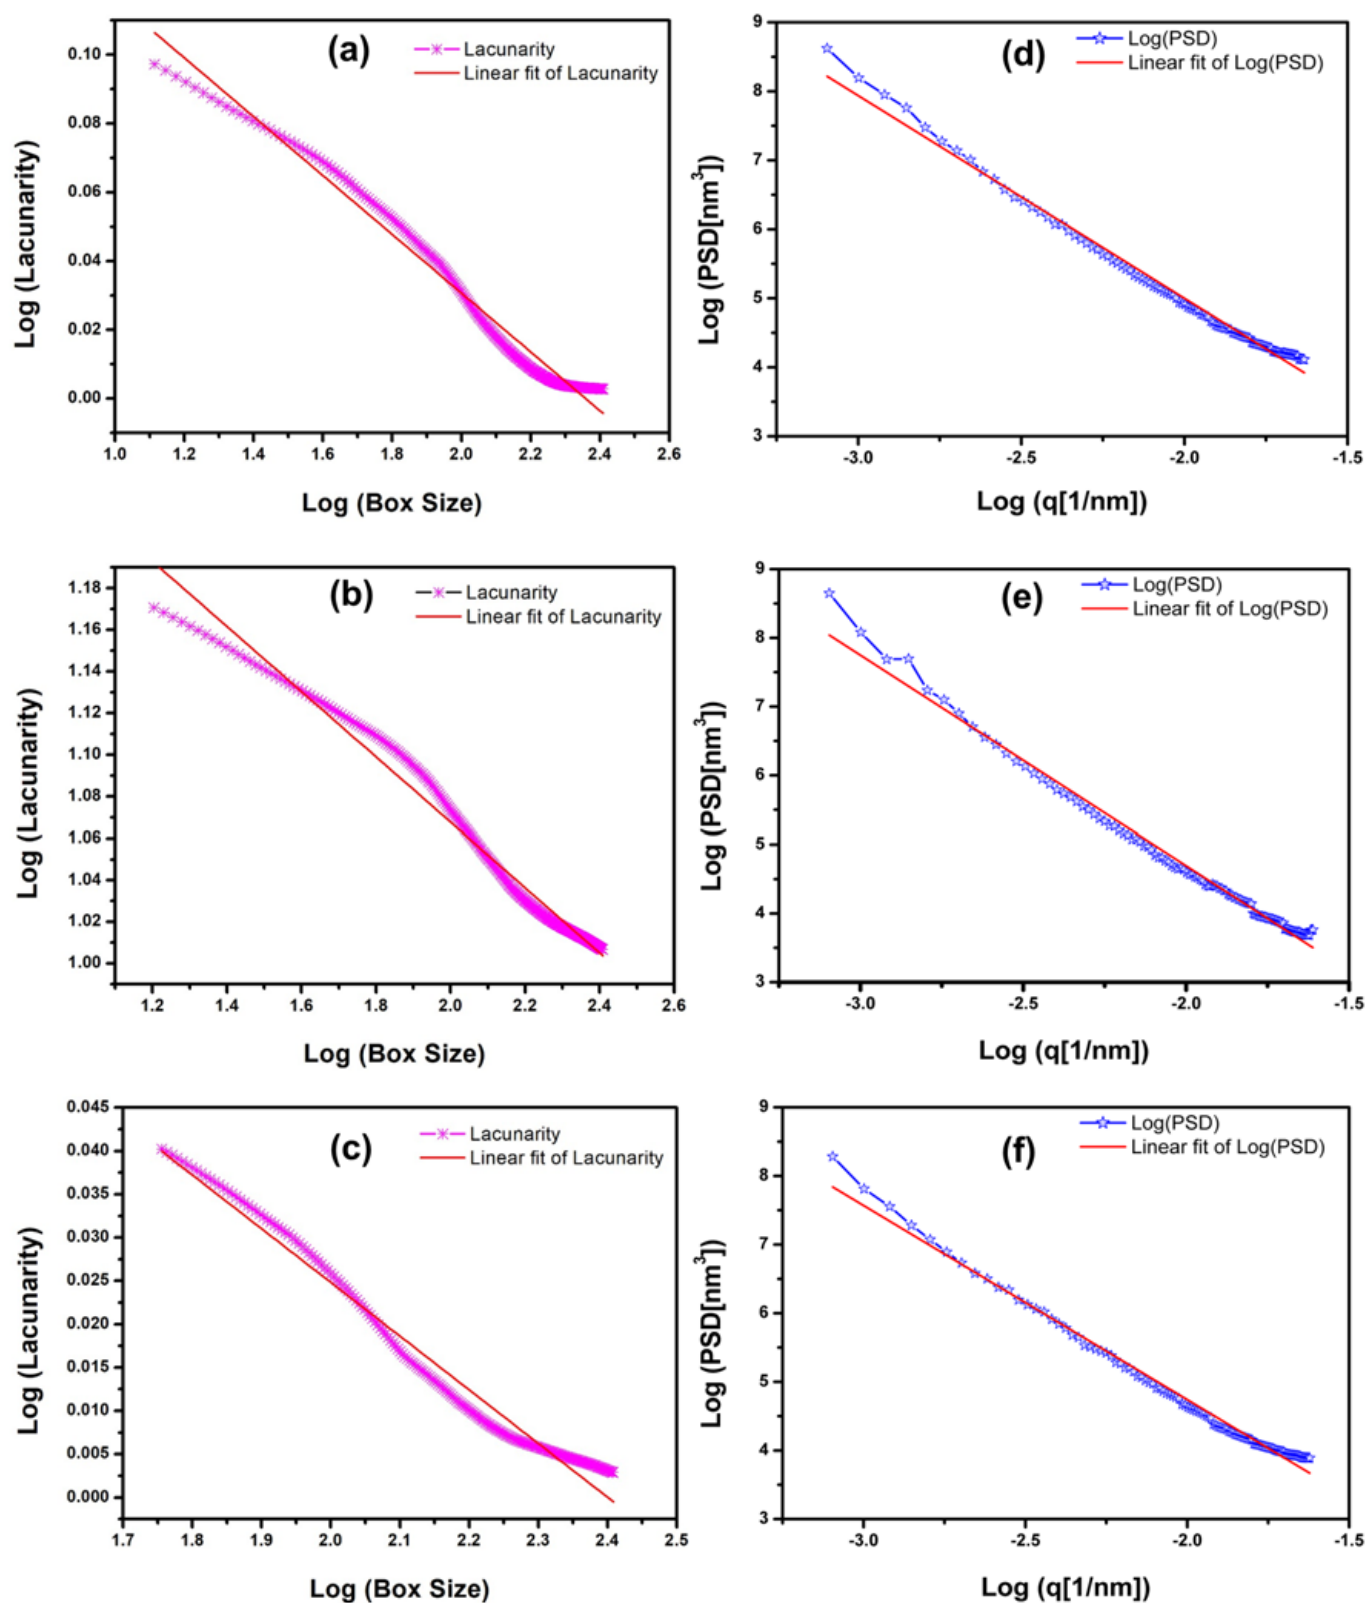 (a)
Lacunarity
Linear fit of Lacunarity
0.10
0.08
0.06
0.04
0.02
0.00
Log (Lacunarity)
1.0 1.2 1.4 1.6 1.8 2.0 2.2 2.4 2.6
Log (Box Size)
(d)
Log(PSD)
Linear fit of Log(PSD)
9
8
7
6
5
4
3
Log (PSD[nm³])
-3.0 -2.5 -2.0 -1.5
Log (q[1/nm])
(b)
Lacunarity
Linear fit of Lacunarity
1.18
1.16
1.14
1.12
1.10
1.08
1.06
1.04
1.02
1.00
Log (Lacunarity)
1.2 1.4 1.6 1.8 2.0 2.2 2.4 2.6
Log (Box Size)
(e)
Log(PSD)
Linear fit of Log(PSD)
9
8
7
6
5
4
3
Log (PSD[nm³])
-3.0 -2.5 -2.0 -1.5
Log (q[1/nm])
(c)
Lacunarity
Linear fit of Lacunarity
0.045
0.040
0.035
0.030
0.025
0.020
0.015
0.010
0.005
0.000
Log (Lacunarity)
1.7 1.8 1.9 2.0 2.1 2.2 2.3 2.4 2.5
Log (Box Size)
(f)
Log(PSD)
Linear fit of Log(PSD)
9
8
7
6
5
4
3
Log (PSD[nm³])
-3.0 -2.5 -2.0 -1.5
Log (q[1/nm])